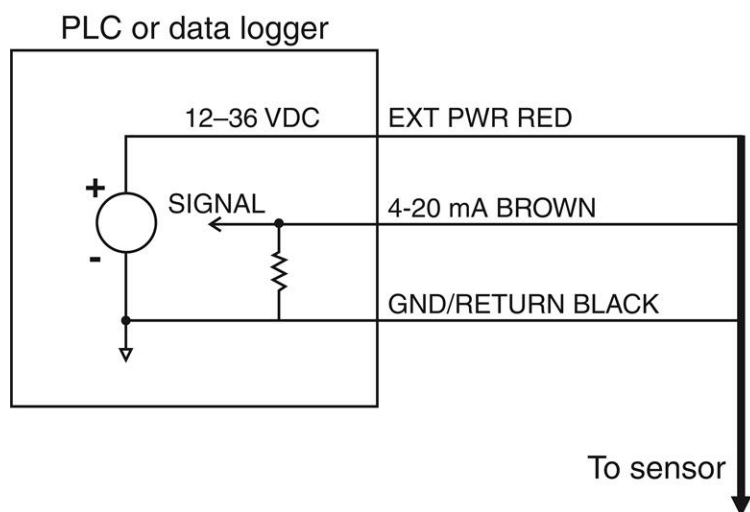 PLC or data logger
12–36 VDC
EXT PWR RED
+
SIGNAL
4-20 mA BROWN
-
GND/RETURN BLACK
To sensor